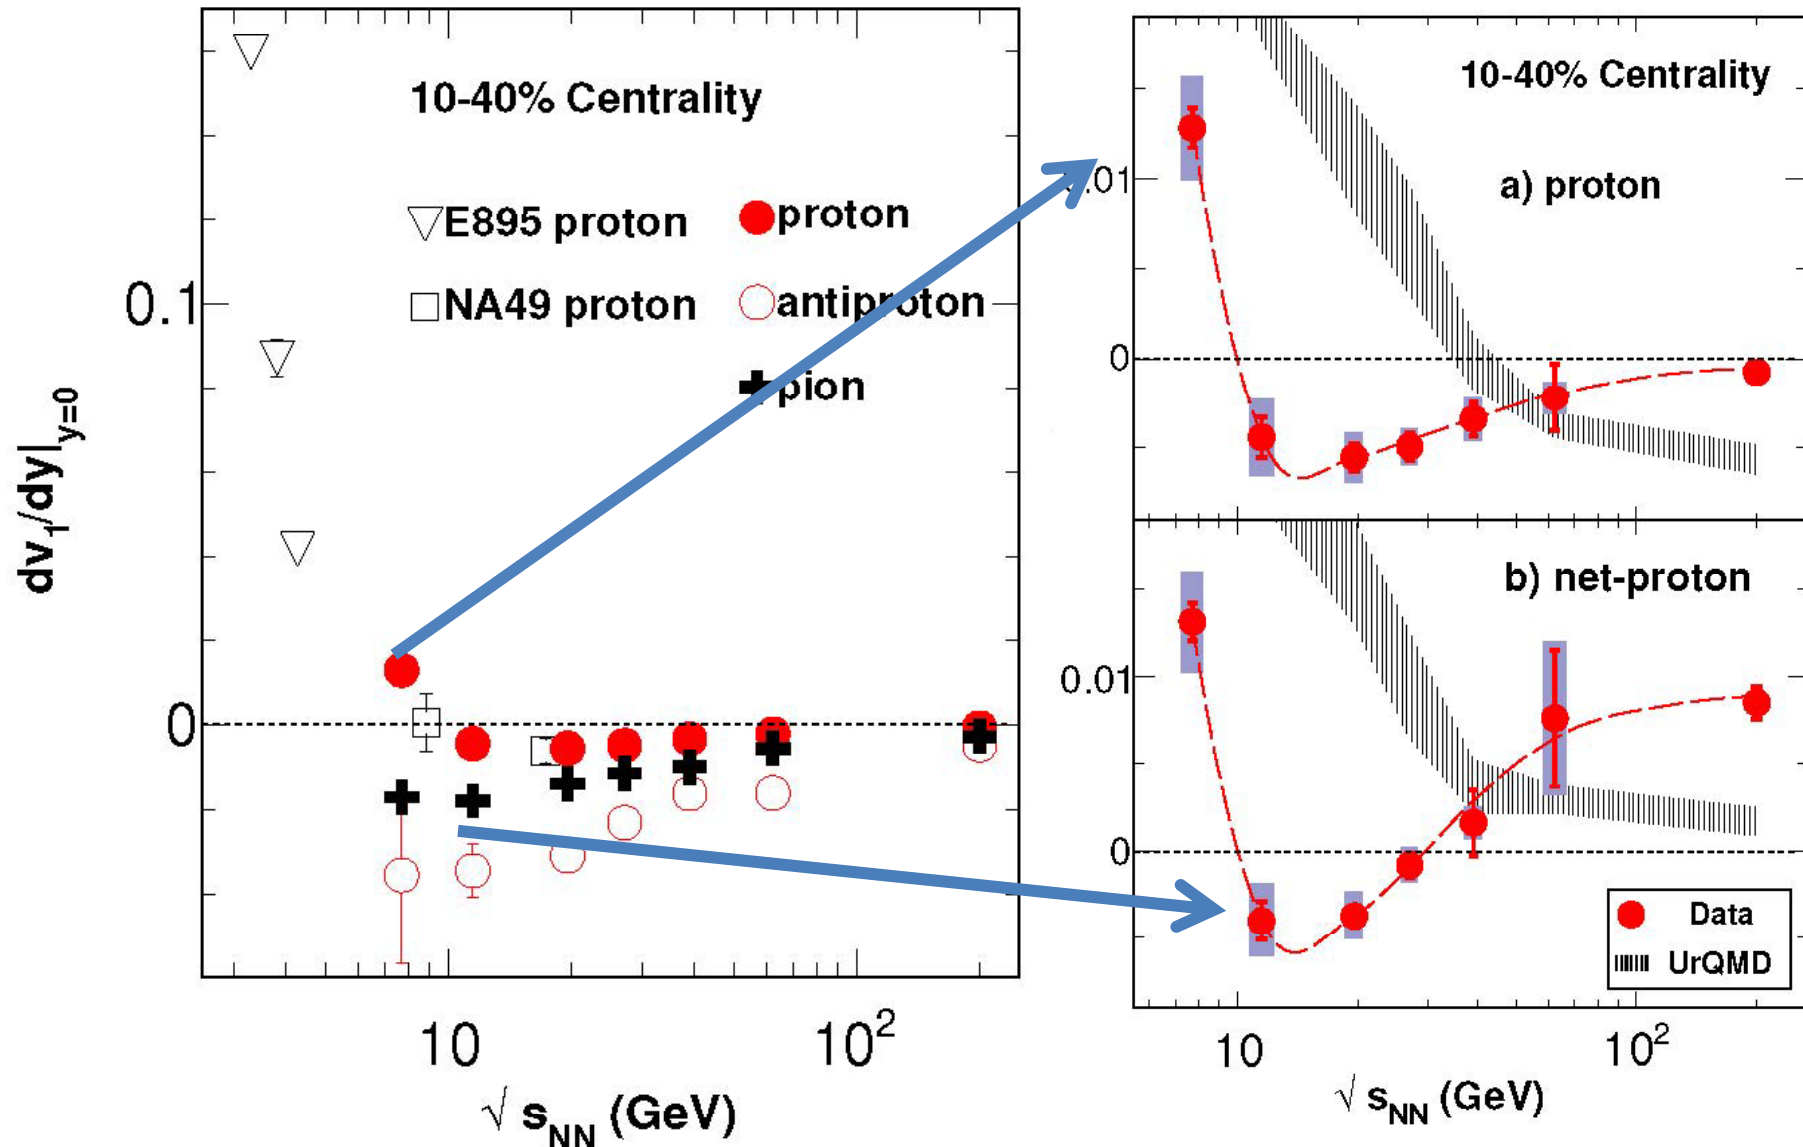 10-40% Centrality
E895 proton
proton
NA49 proton
antiproton
pion
0.1
0
dv1/dy|y=0
10
10²
√ sNN (GeV)
10-40% Centrality
a) proton
.01
0
b) net-proton
0.01
0
Data
UrQMD
10
10²
√ sNN (GeV)